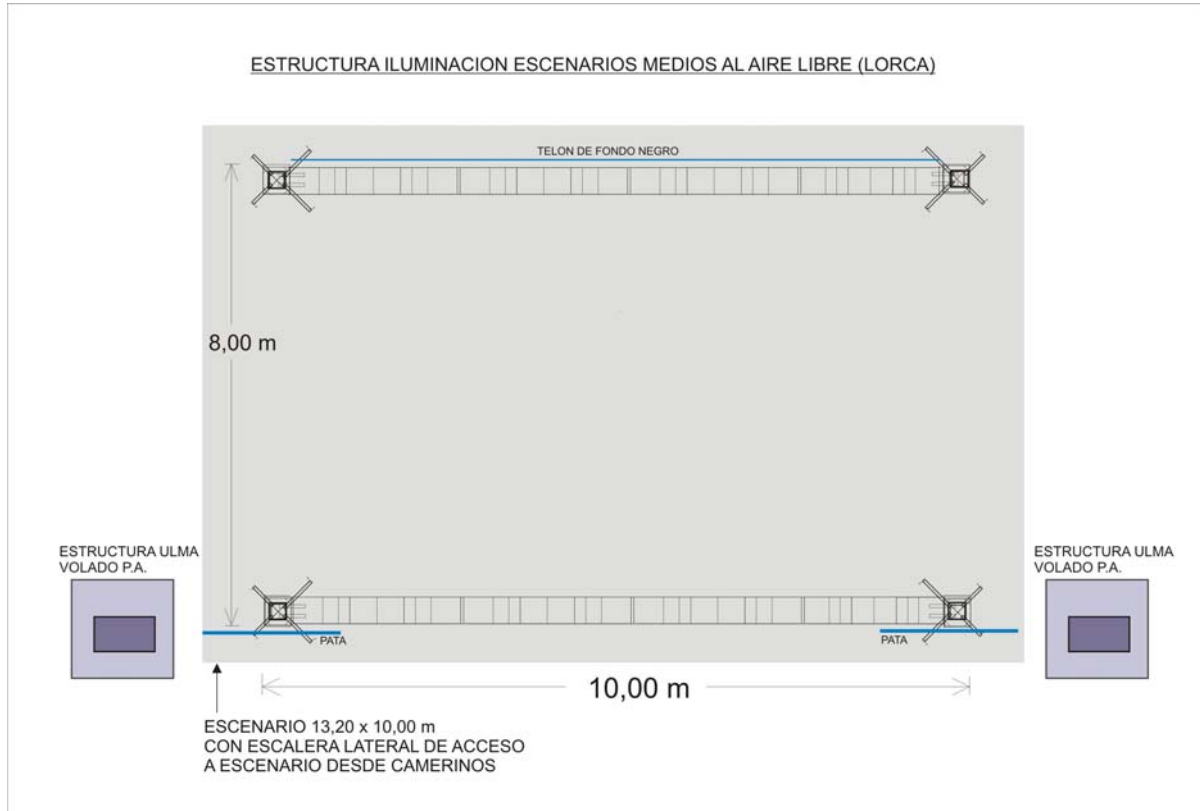 ESTRUCTURA ILUMINACION ESCENARIOS MEDIOS AL AIRE LIBRE (LORCA)
TELON DE FONDO NEGRO
8,00 m
ESTRUCTURA ULMA
VOLADO P.A.
ESTRUCTURA ULMA
VOLADO P.A.
PATA
PATA
10,00 m
ESCENARIO 13,20 x 10,00 m
CON ESCALERA LATERAL DE ACCESO
A ESCENARIO DESDE CAMERINOS